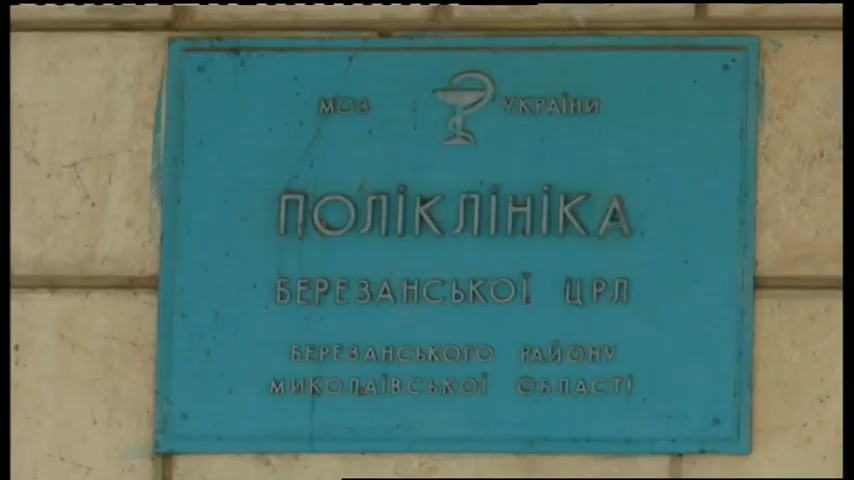 МОЗ УКРАЇНИ
ПОЛІКЛІНІКА
БЕРЕЗАНСЬКОЇ ЦРЛ
БЕРЕЗАНСЬКОГО РАЙОНУ
МИКОЛАЇВСЬКОЇ ОБЛАСТІ